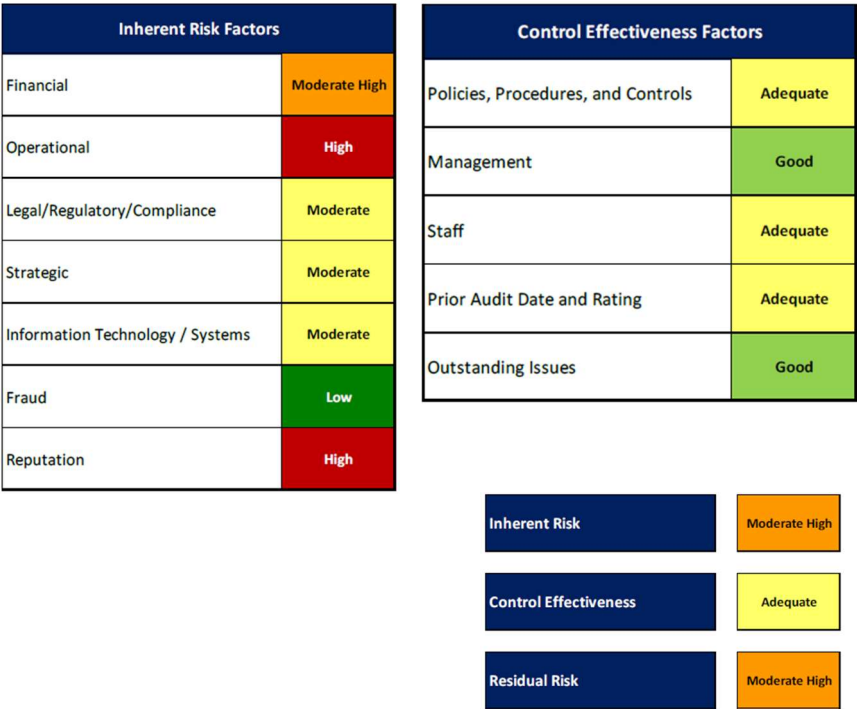 Inherent Risk Factors
Financial Moderate High
Operational High
Legal/Regulatory/Compliance Moderate
Strategic Moderate
Information Technology / Systems Moderate
Fraud Low
Reputation High
Control Effectiveness Factors
Policies, Procedures, and Controls Adequate
Management Good
Staff Adequate
Prior Audit Date and Rating Adequate
Outstanding Issues Good
Inherent Risk Moderate High
Control Effectiveness Adequate
Residual Risk Moderate High